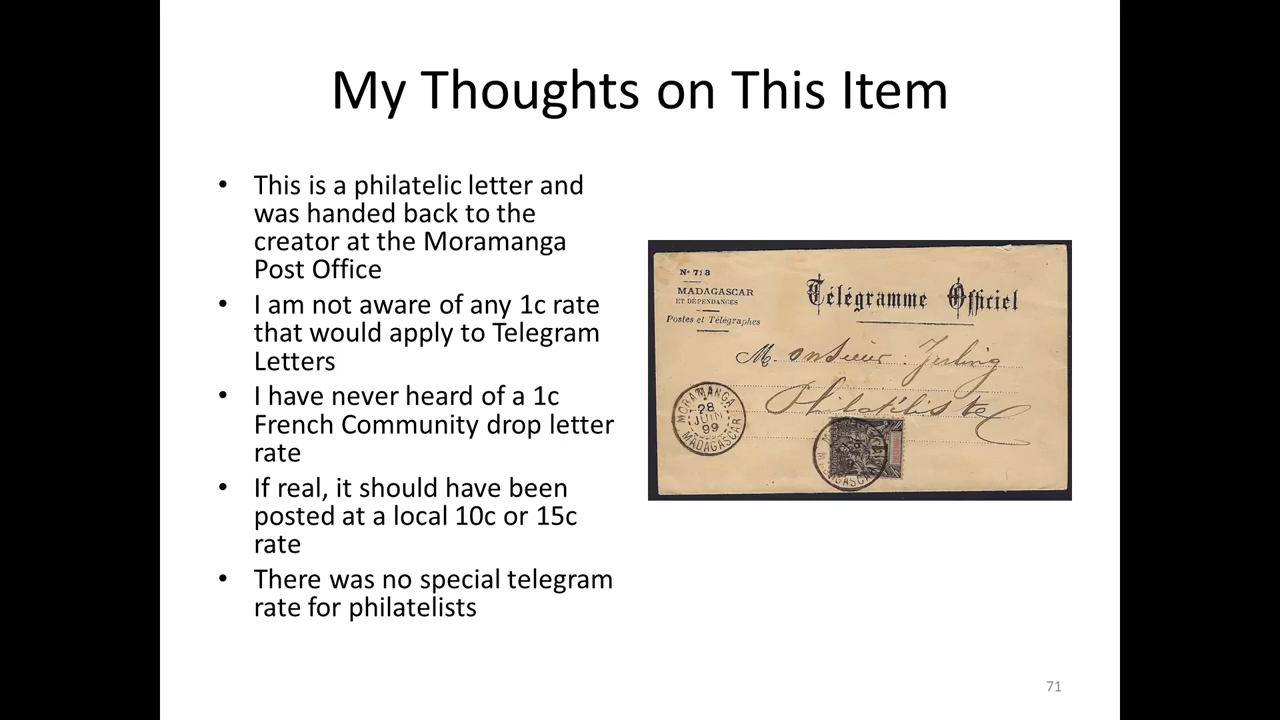 My Thoughts on This Item
• This is a philatelic letter and
was handed back to the
creator at the Moramanga
Post Office
• I am not aware of any 1c rate
that would apply to Telegram
Letters
• I have never heard of a 1c
French Community drop letter
rate
• If real, it should have been
posted at a local 10c or 15c
rate
• There was no special telegram
rate for philatelists
Nº 713
MADAGASCAR
ET DÉPENDANCES
Postes et Télégraphes
Télégramme Officiel
Monsieur
Philatéliste
MORAMANGA
28
JUIN
99
MADAGASCAR
71